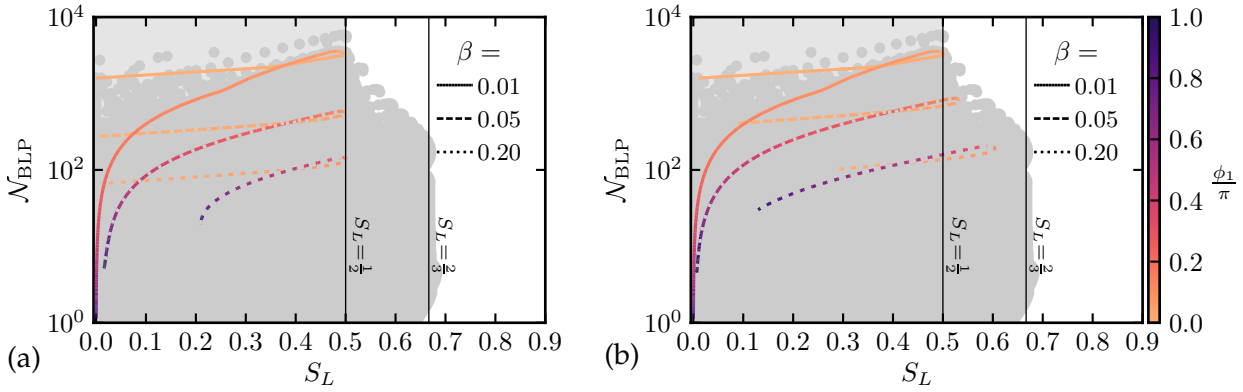 10^4
10^2
10^0
𝒩_BLP
β =
0.01
0.05
0.20
S_L = 1/2
S_L = 2/3
0.0 0.1 0.2 0.3 0.4 0.5 0.6 0.7 0.8 0.9
(a)
S_L
10^4
10^2
10^0
𝒩_BLP
β =
0.01
0.05
0.20
S_L = 1/2
S_L = 2/3
0.0 0.1 0.2 0.3 0.4 0.5 0.6 0.7 0.8 0.9
(b)
S_L
1.0
0.8
0.6
0.4
0.2
0.0
ϕ_1/π